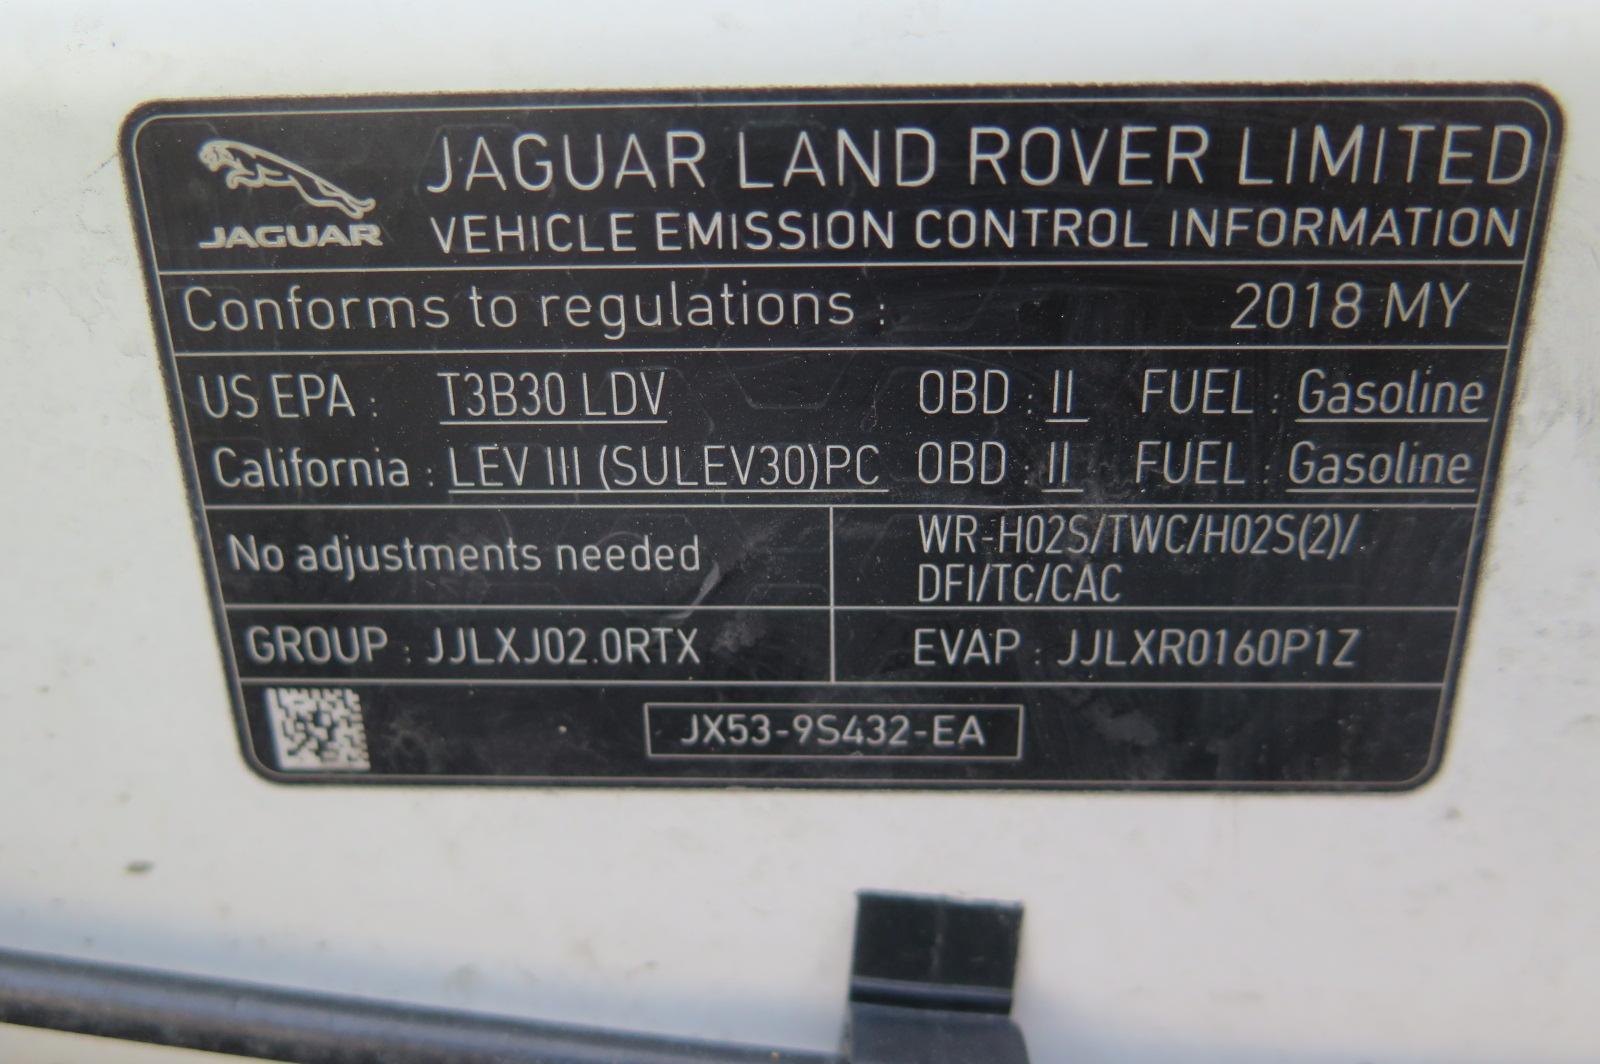 JAGUAR
JAGUAR LAND ROVER LIMITED
VEHICLE EMISSION CONTROL INFORMATION
Conforms to regulations : 2018 MY
US EPA : T3B30 LDV OBD : II FUEL : Gasoline
California : LEV III (SULEV30)PC OBD : II FUEL : Gasoline
No adjustments needed
WR-HO2S/TWC/HO2S(2)/
DFI/TC/CAC
GROUP : JJLXJ02.0RTX
EVAP : JJLXR0160P1Z
JX53-9S432-EA